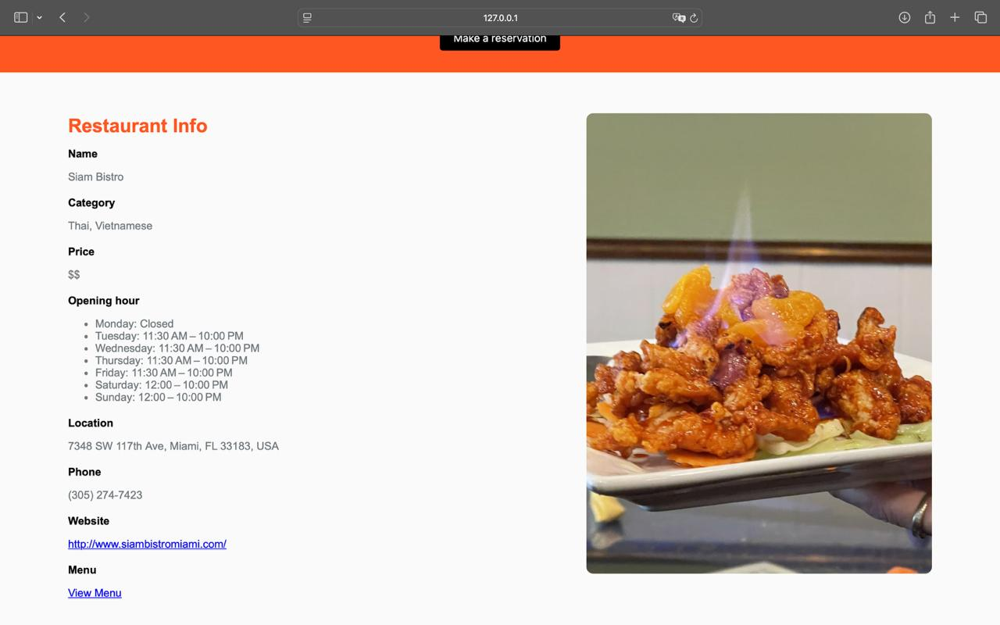 127.0.0.1
Make a reservation
Restaurant Info
Name
Siam Bistro
Category
Thai, Vietnamese
Price
$$
Opening hour
Monday: Closed
Tuesday: 11:30 AM – 10:00 PM
Wednesday: 11:30 AM – 10:00 PM
Thursday: 11:30 AM – 10:00 PM
Friday: 11:30 AM – 10:00 PM
Saturday: 12:00 – 10:00 PM
Sunday: 12:00 – 10:00 PM
Location
7348 SW 117th Ave, Miami, FL 33183, USA
Phone
(305) 274-7423
Website
http://www.siambistromiami.com/
Menu
View Menu